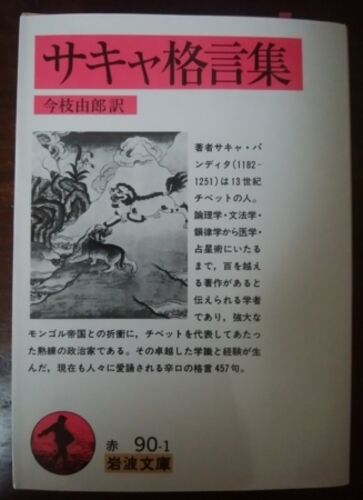 サキャ格言集
今枝由郎訳
著者サキャ・パ
ンディタ(1182-
1251)は13世紀
チベットの人。
論理学・文法学・
韻律学から医学・
占星術にいたる
まで，百を越え
る著作があると
伝えられる学者
であり，強大な
モンゴル帝国との折衝に，チベットを代表してあたっ
た熟練の政治家である。その卓越した学識と経験が生
んだ，現在も人々に愛誦される辛口の格言457句。
赤 90-1
岩波文庫